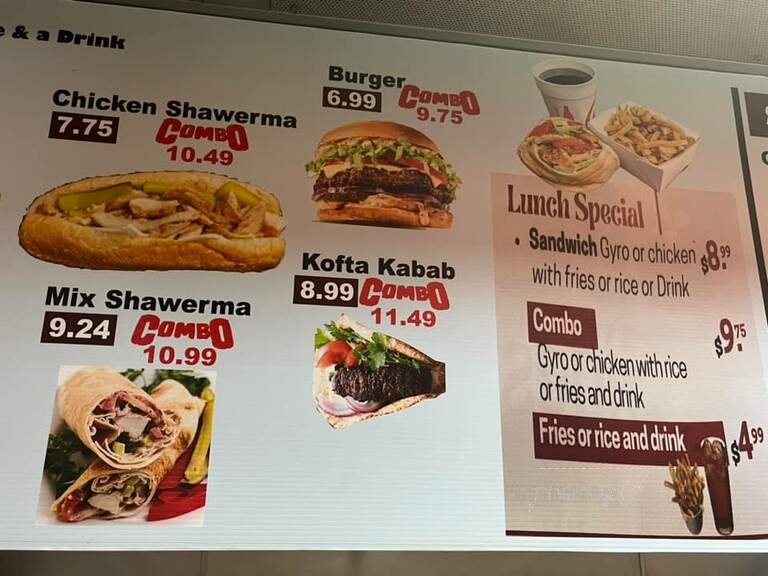 & a Drink
Chicken Shawerma
7.75 COMBO
10.49
Burger
6.99 COMBO
9.75
Mix Shawerma
9.24 COMBO
10.99
Kofta Kabab
8.99 COMBO
11.49
Lunch Special
• Sandwich Gyro or chicken $8.99
with fries or rice or Drink
Combo $9.75
Gyro or chicken with rice
or fries and drink
Fries or rice and drink $4.99